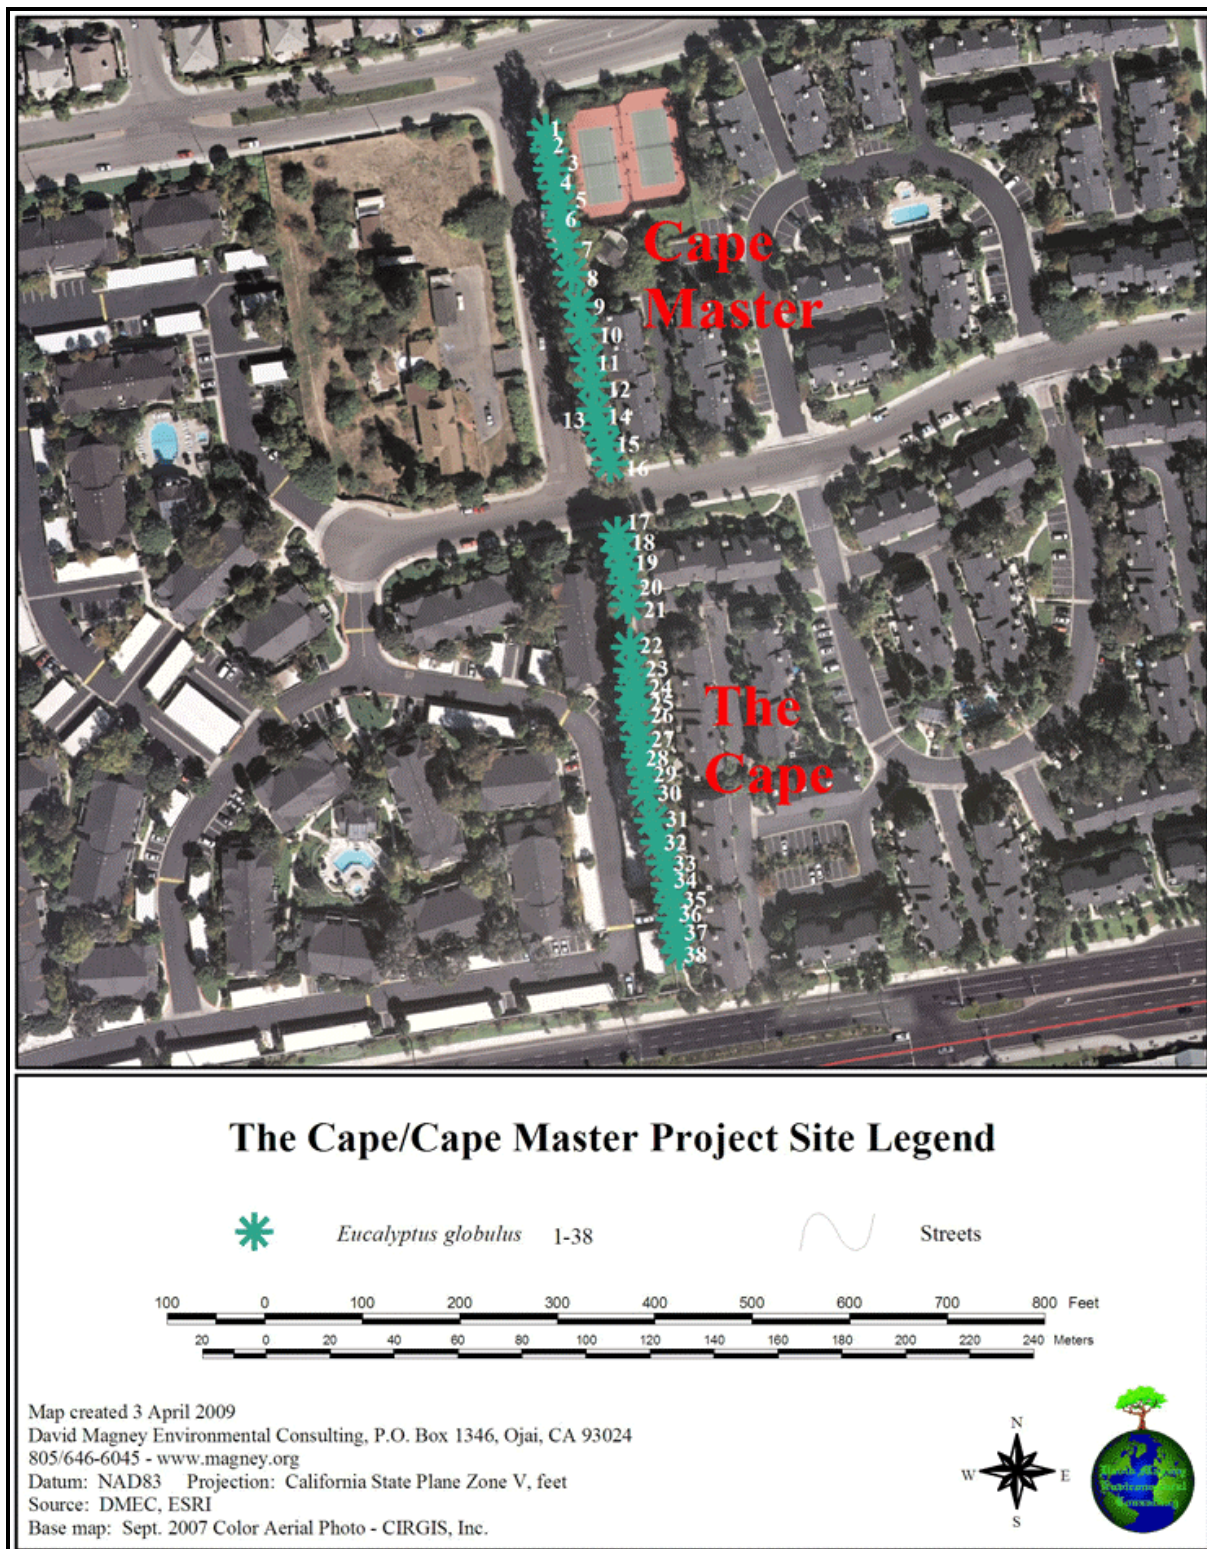 1
2
3
4
5
6
7
8
9
10
11
12
13
14
15
16
Cape
Master
17
18
19
20
21
22
23
24
25
26
27
28
29
30
31
32
33
34
35
36
37
38
The
Cape
The Cape/Cape Master Project Site Legend
Eucalyptus globulus 1-38
Streets
100 0 100 200 300 400 500 600 700 800 Feet
20 0 20 40 60 80 100 120 140 160 180 200 220 240 Meters
Map created 3 April 2009
David Magney Environmental Consulting, P.O. Box 1346, Ojai, CA 93024
805/646-6045 - www.magney.org
Datum: NAD83 Projection: California State Plane Zone V, feet
Source: DMEC, ESRI
Base map: Sept. 2007 Color Aerial Photo - CIRGIS, Inc.
N
W E
S
David Magney
Environmental
Consulting